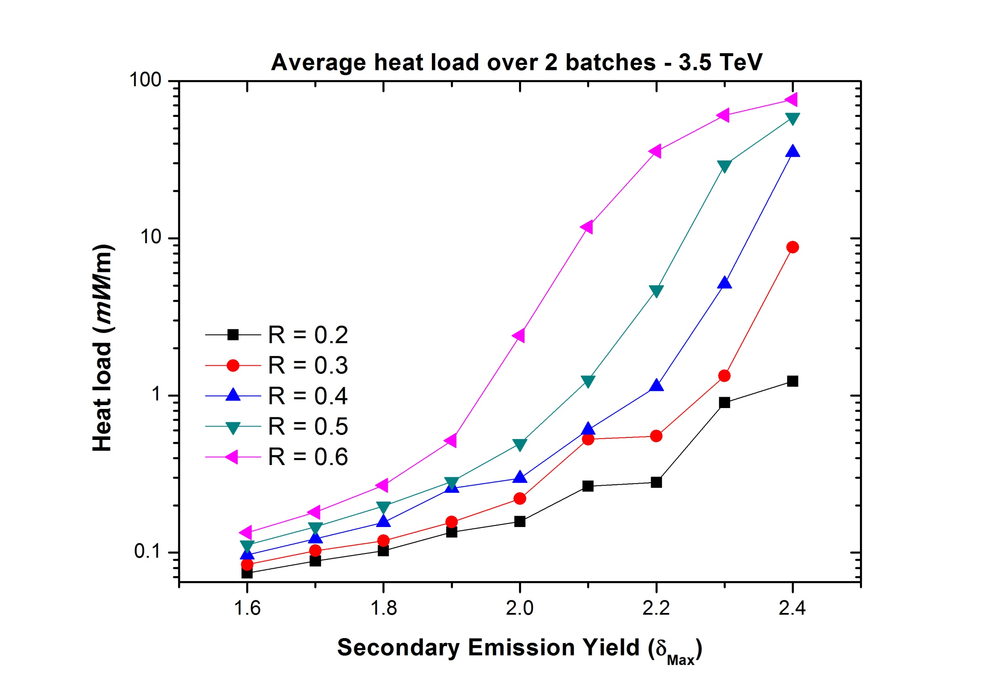 Average heat load over 2 batches - 3.5 TeV
100
10
1
0.1
Heat load (mW/m)
R = 0.2
R = 0.3
R = 0.4
R = 0.5
R = 0.6
1.6 1.8 2.0 2.2 2.4
Secondary Emission Yield (δMax)